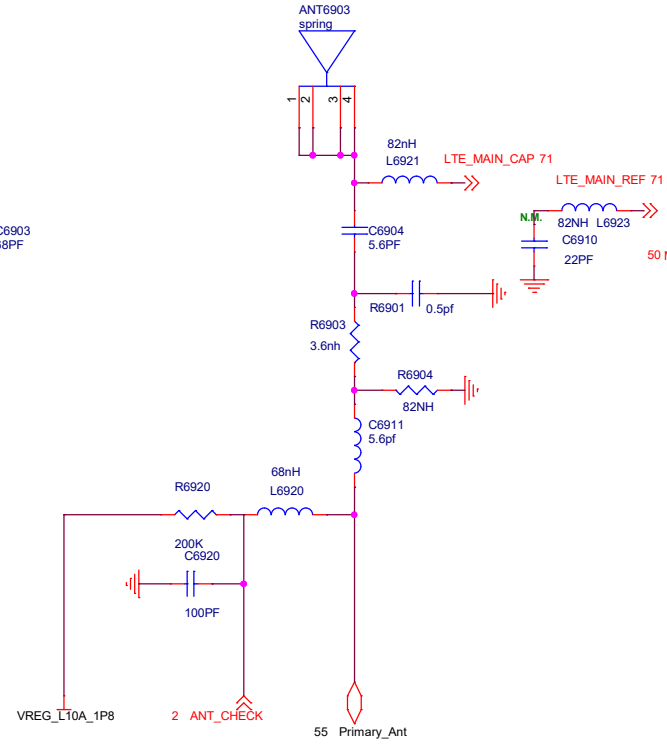 ANT6903
spring
1
2
3
4
82nH
L6921
LTE_MAIN_CAP 71
LTE_MAIN_REF 71
N.M.
82NH L6923
C6910
22PF
C6903
C6904
5.6PF
R6901
0.5pf
R6903
3.6nh
R6904
82NH
C6911
5.6pf
68nH
L6920
R6920
200K
C6920
100PF
VREG_L10A_1P8
2 ANT_CHECK
55 Primary_Ant